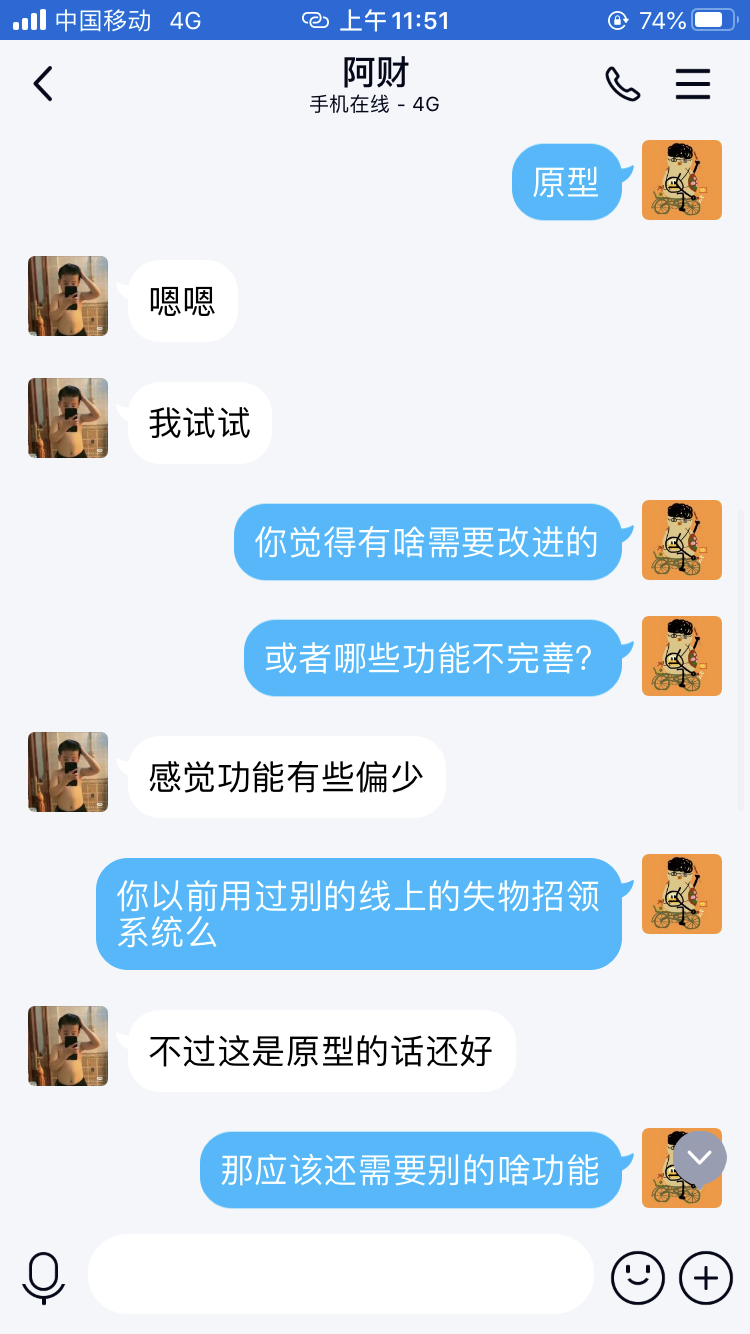 中国移动 4G 上午11:51 74%
阿财
手机在线 - 4G
原型
嗯嗯
我试试
你觉得有啥需要改进的
或者哪些功能不完善?
感觉功能有些偏少
你以前用过别的线上的失物招领
系统么
不过这是原型的话还好
那应该还需要别的啥功能